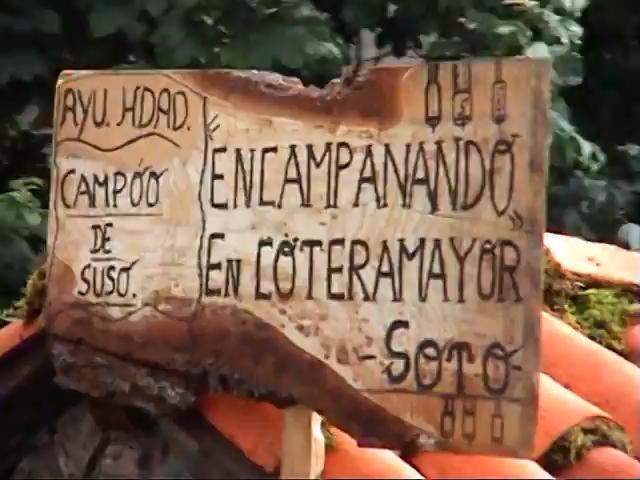 AYU. HDAD.
CAMPÓO
DE
SUSO.
"ENCAMPANANDO"
EN COTERAMAYOR
-SOTO-